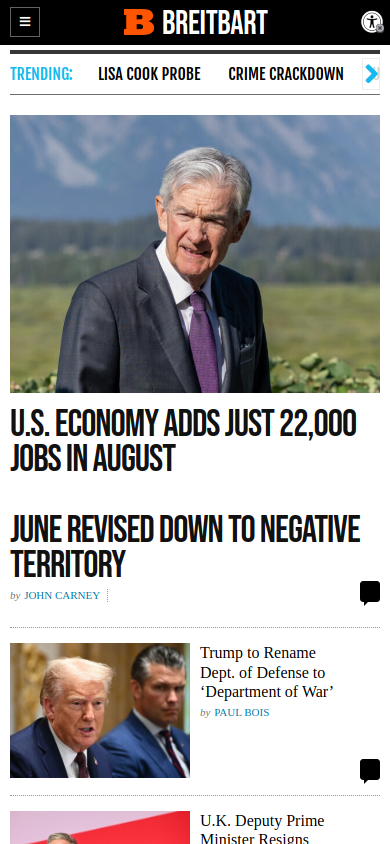 B BREITBART
TRENDING:
LISA COOK PROBE
CRIME CRACKDOWN
U.S. ECONOMY ADDS JUST 22,000
JOBS IN AUGUST
JUNE REVISED DOWN TO NEGATIVE
TERRITORY
by JOHN CARNEY
Trump to Rename
Dept. of Defense to
‘Department of War’
by PAUL BOIS
U.K. Deputy Prime
Minister Resigns